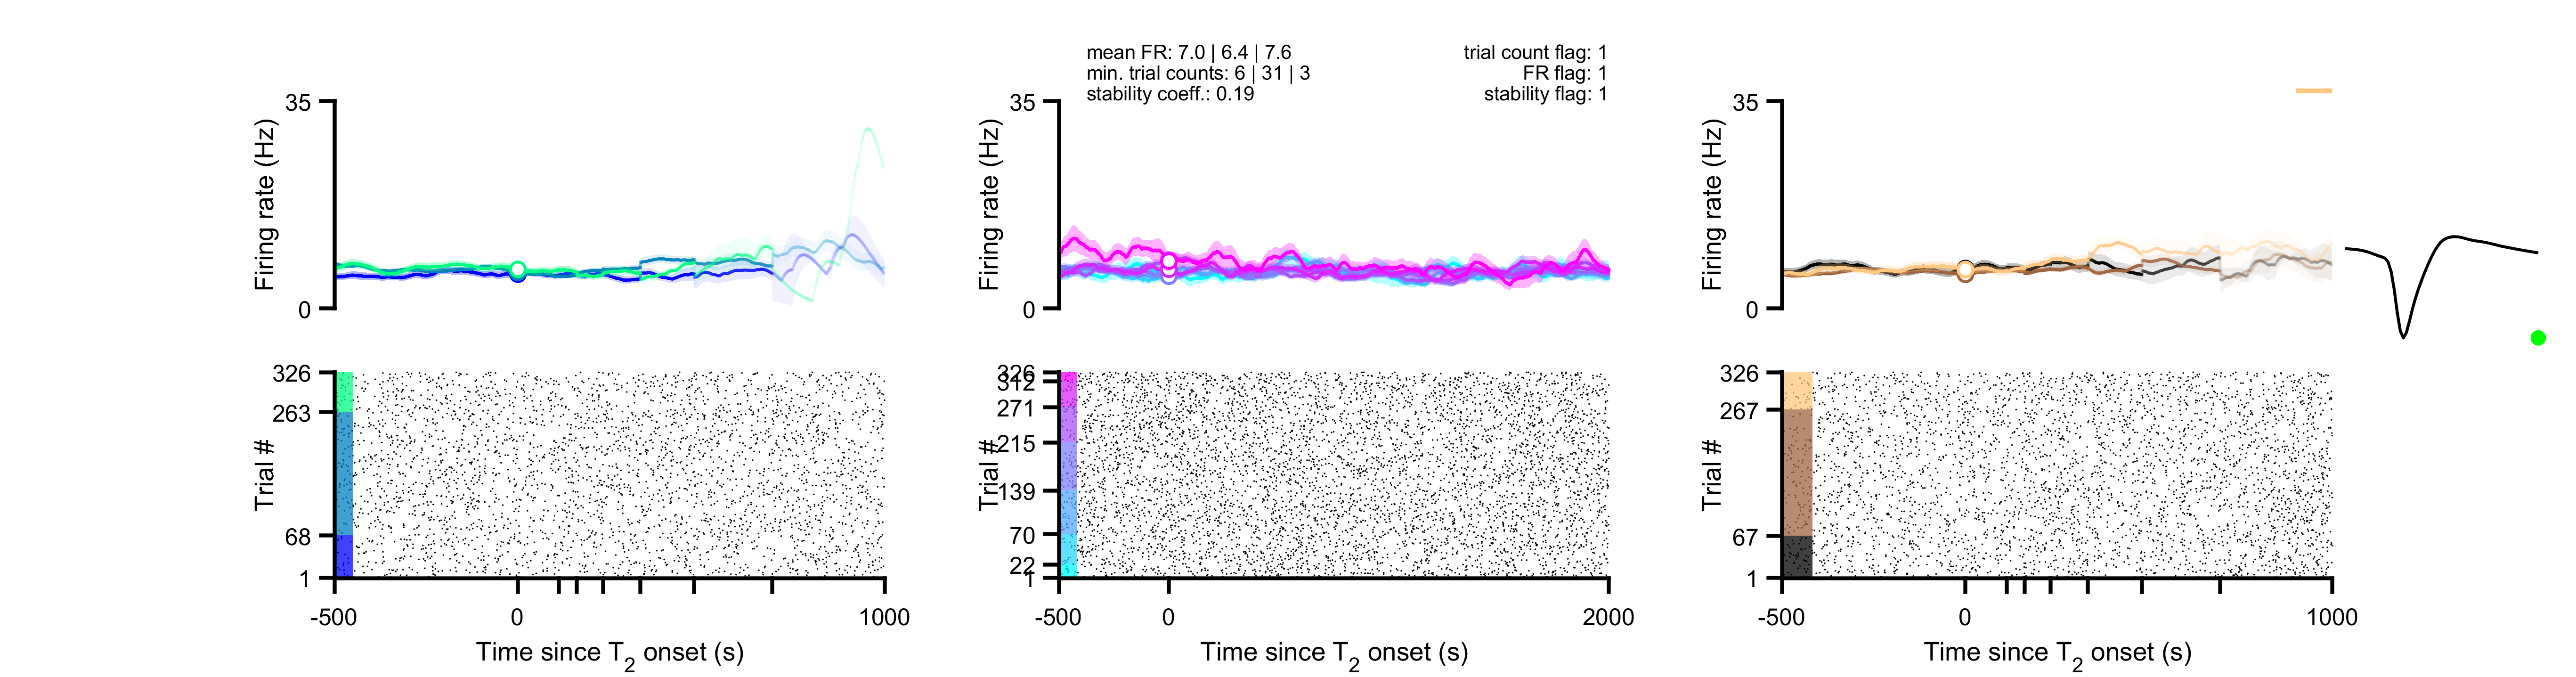 mean FR: 7.0 | 6.4 | 7.6
min. trial counts: 6 | 31 | 3
stability coeff.: 0.19
trial count flag: 1
FR flag: 1
stability flag: 1
35
Firing rate (Hz)
0
35
Firing rate (Hz)
0
35
Firing rate (Hz)
0
326
263
Trial #
68
1
-500
0
1000
Time since T2 onset (s)
326
312
271
215
Trial #
139
70
22
1
-500
0
2000
Time since T2 onset (s)
326
267
Trial #
67
1
-500
0
1000
Time since T2 onset (s)